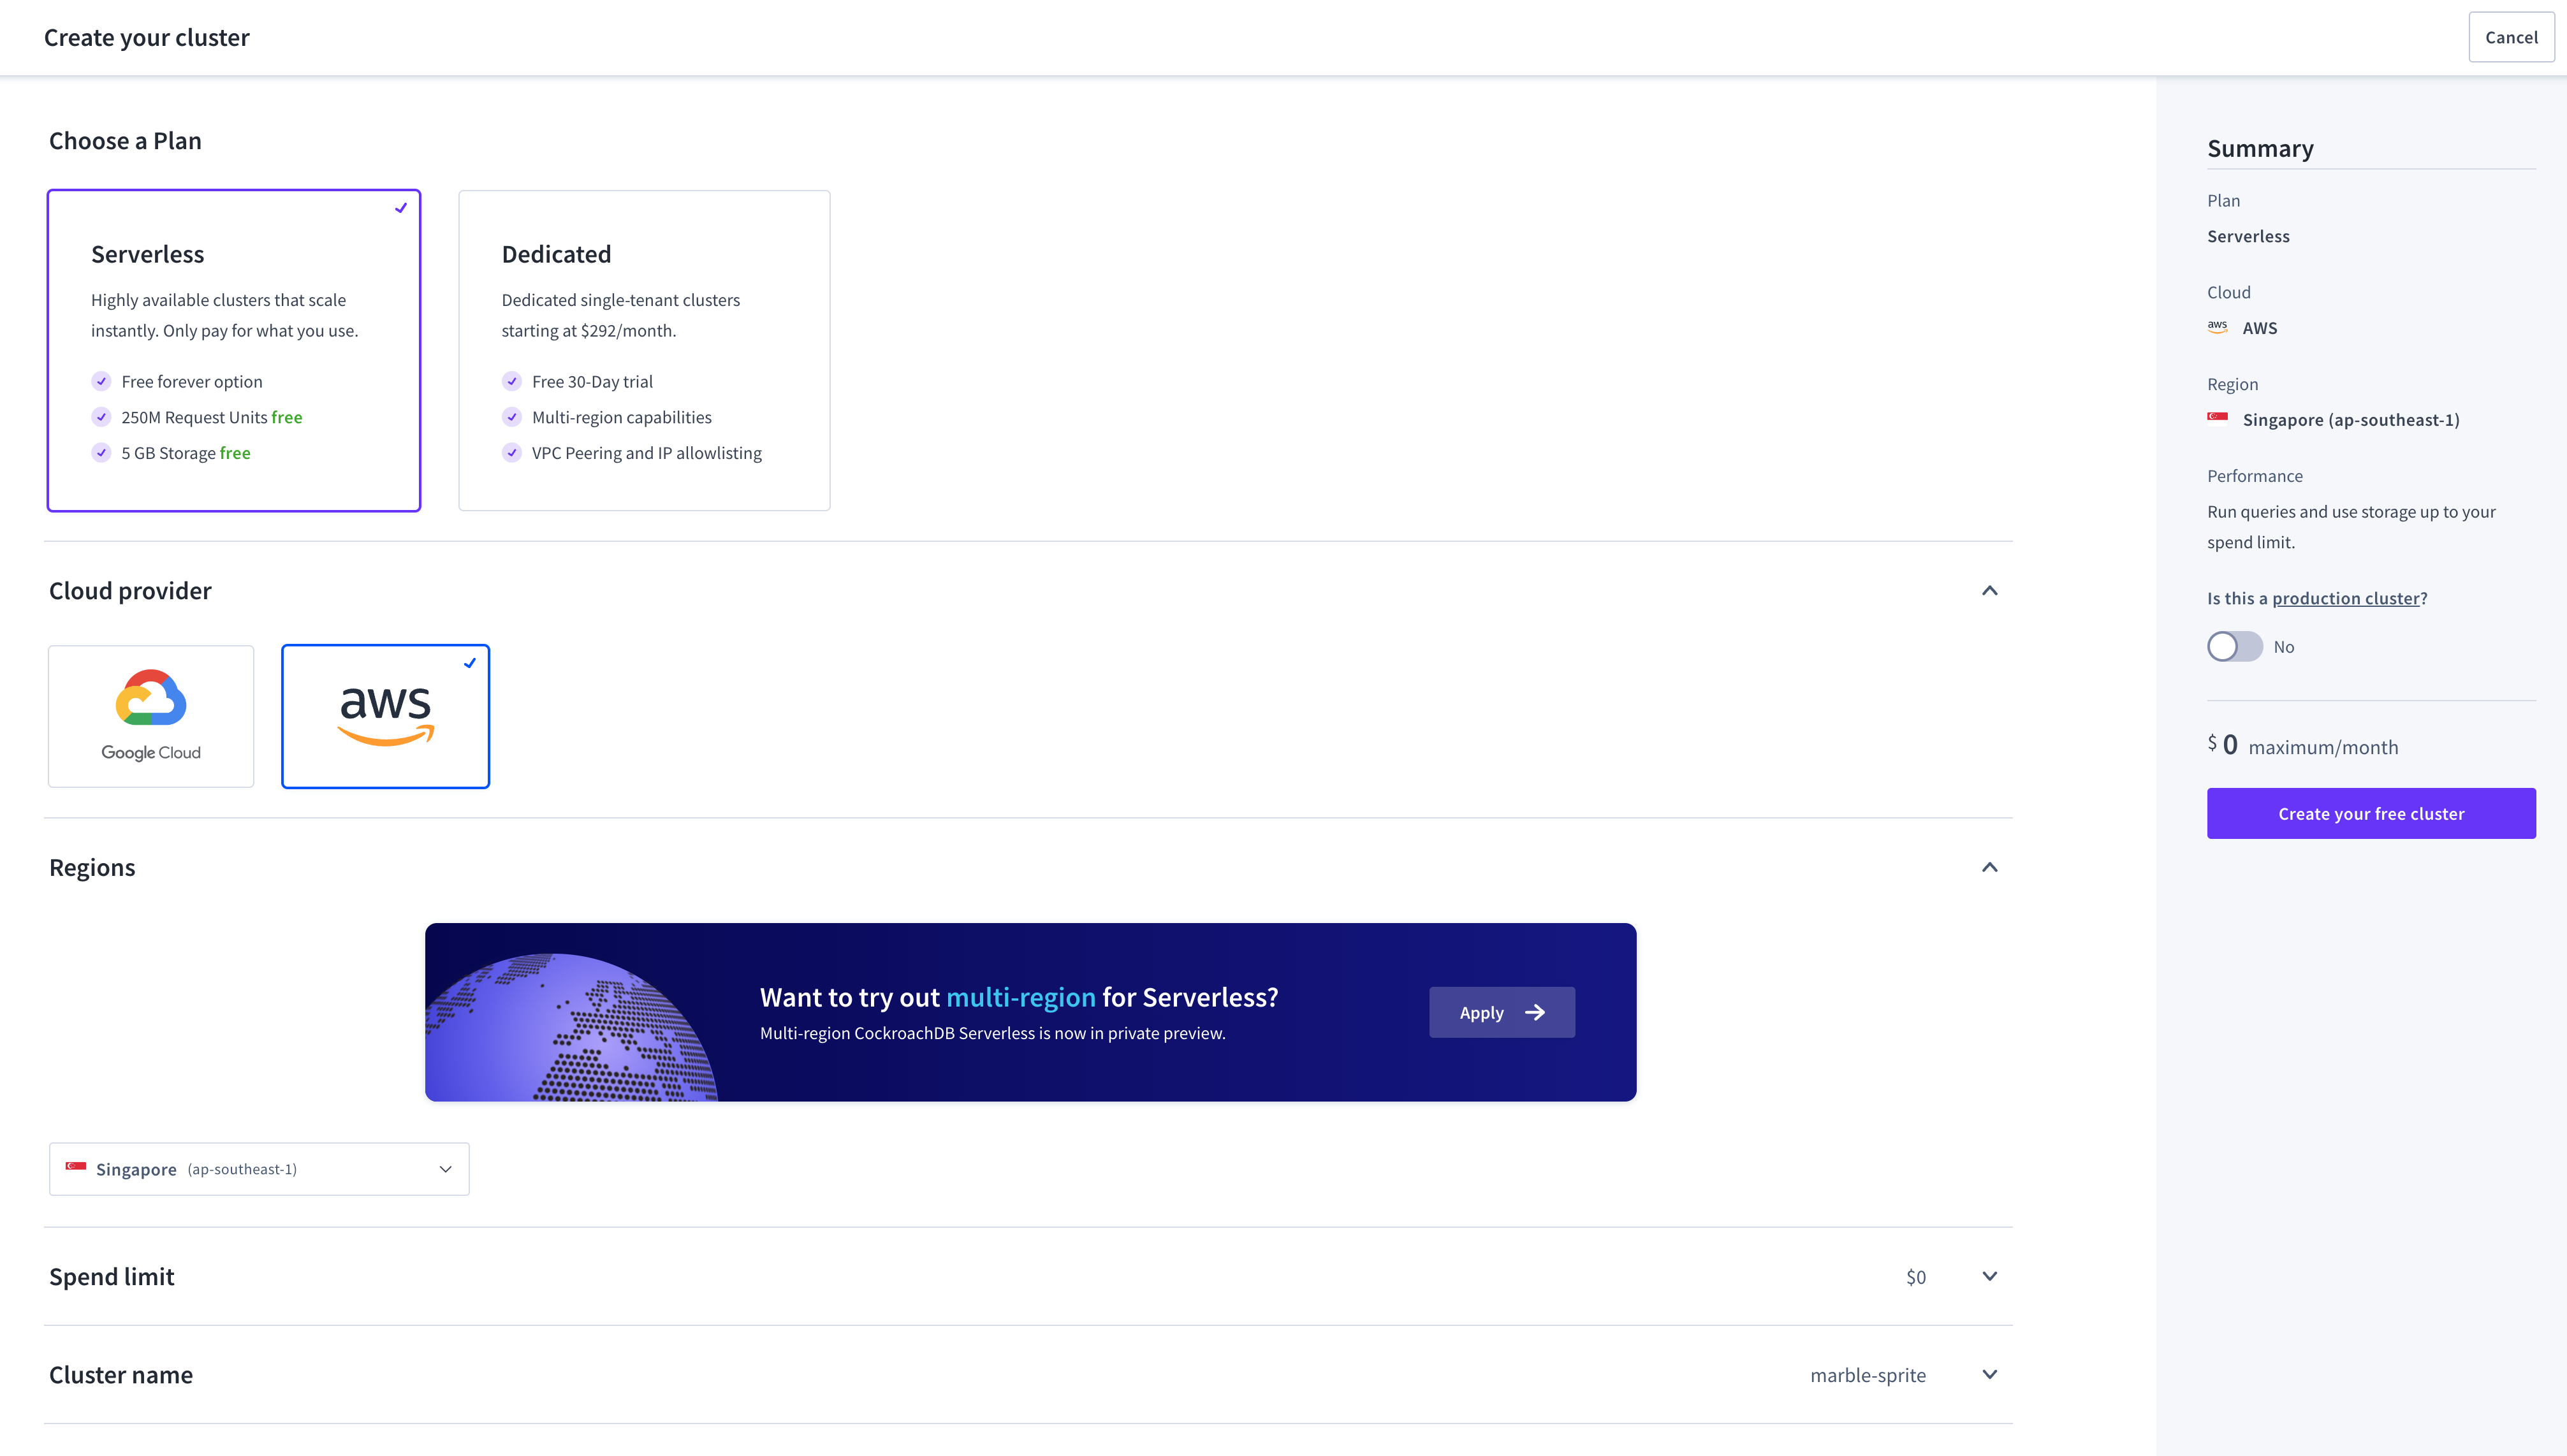 Create your cluster
Cancel
Choose a Plan
Serverless
Highly available clusters that scale
instantly. Only pay for what you use.
Free forever option
250M Request Units free
5 GB Storage free
Dedicated
Dedicated single-tenant clusters
starting at $292/month.
Free 30-Day trial
Multi-region capabilities
VPC Peering and IP allowlisting
Cloud provider
Google Cloud
aws
Regions
Want to try out multi-region for Serverless?
Multi-region CockroachDB Serverless is now in private preview.
Apply
Singapore (ap-southeast-1)
Spend limit
$0
Cluster name
marble-sprite
Summary
Plan
Serverless
Cloud
aws AWS
Region
Singapore (ap-southeast-1)
Performance
Run queries and use storage up to your
spend limit.
Is this a production cluster?
No
$ 0 maximum/month
Create your free cluster